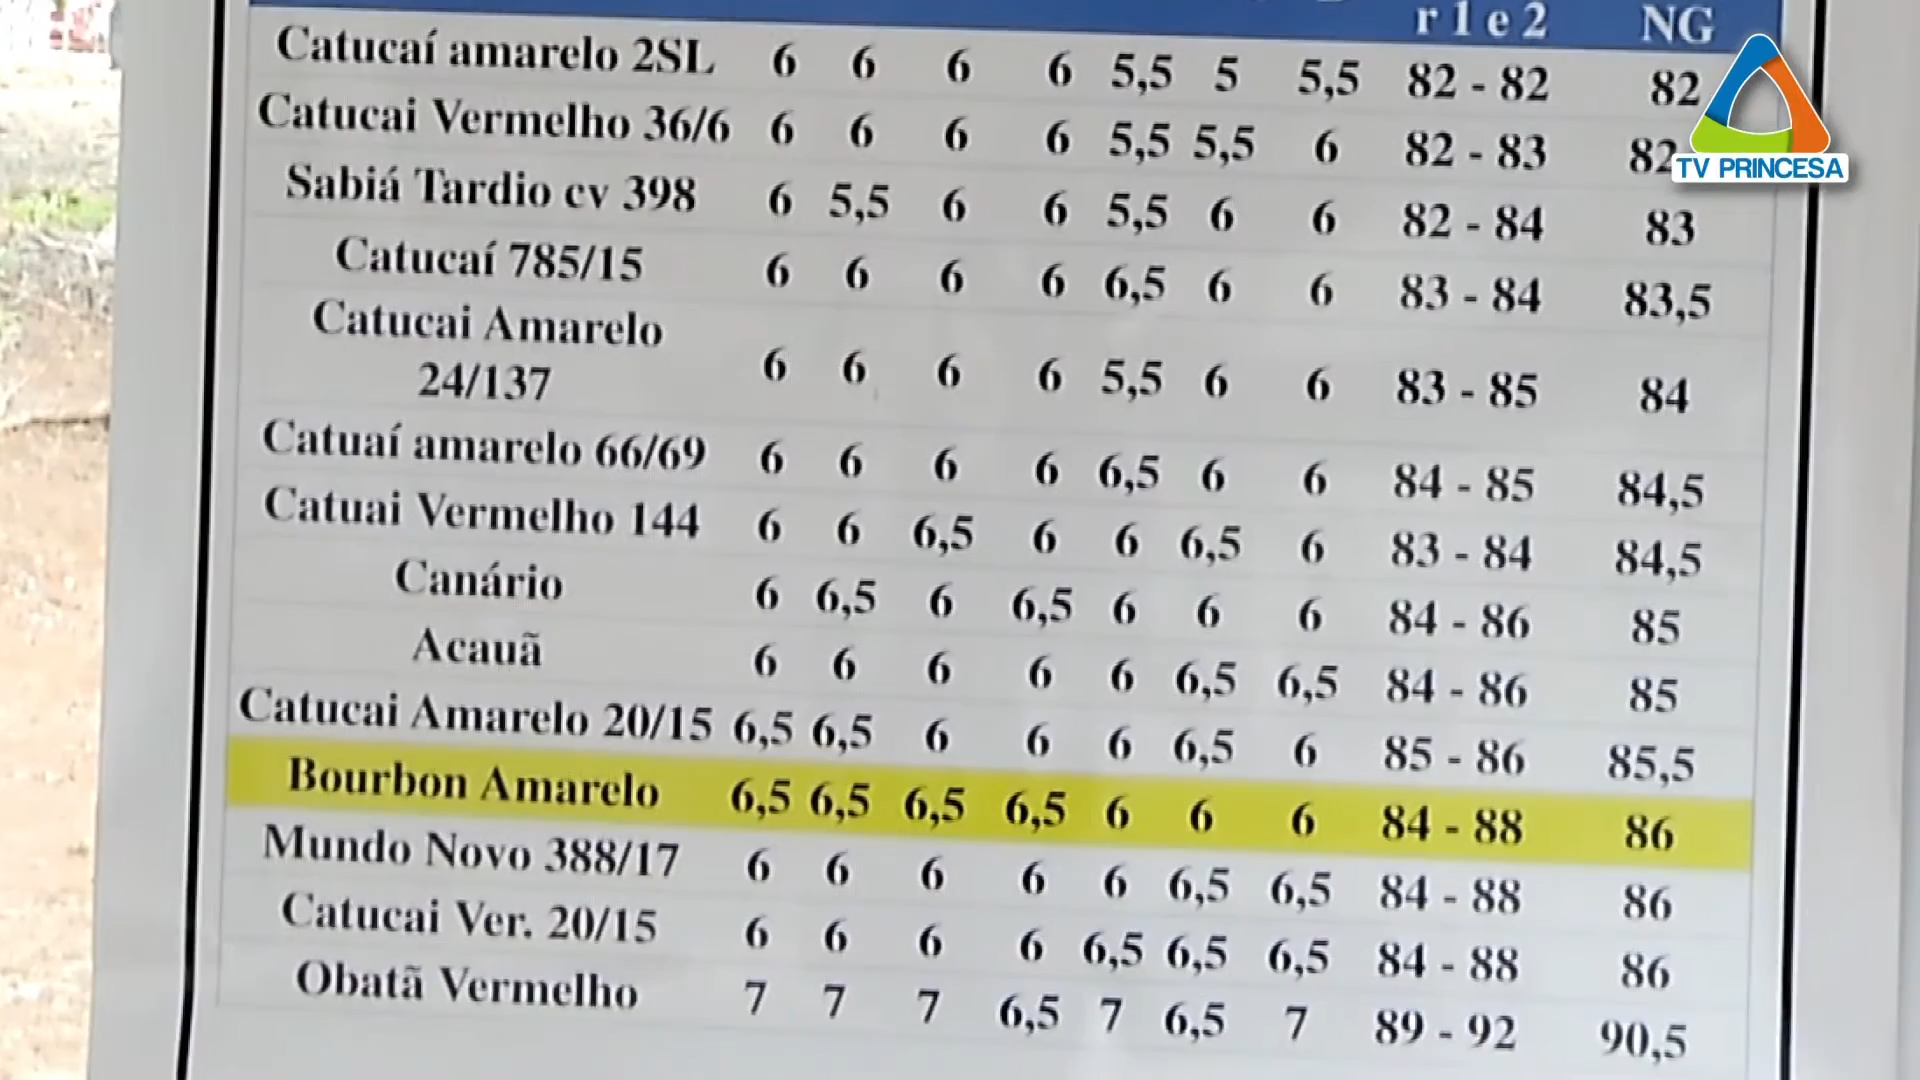 r 1 e 2 NG
Catucaí amarelo 2SL 6 6 6 6 5,5 5 5,5 82 - 82 82
Catucai Vermelho 36/6 6 6 6 6 5,5 5,5 6 82 - 83
Sabiá Tardio cv 398 6 5,5 6 6 5,5 6 6 82 - 84 83
Catucaí 785/15 6 6 6 6 6,5 6 6 83 - 84 83,5
Catucai Amarelo
24/137 6 6 6 6 5,5 6 6 83 - 85 84
Catuaí amarelo 66/69 6 6 6 6 6,5 6 6 84 - 85 84,5
Catuai Vermelho 144 6 6 6,5 6 6 6,5 6 83 - 84 84,5
Canário 6 6,5 6 6,5 6 6 6 84 - 86 85
Acauã 6 6 6 6 6 6,5 6,5 84 - 86 85
Catucai Amarelo 20/15 6,5 6,5 6 6 6 6,5 6 85 - 86 85,5
Bourbon Amarelo 6,5 6,5 6,5 6,5 6 6 6 84 - 88 86
Mundo Novo 388/17 6 6 6 6 6 6,5 6,5 84 - 88 86
Catucai Ver. 20/15 6 6 6 6 6,5 6,5 6,5 84 - 88 86
Obatã Vermelho 7 7 7 6,5 7 6,5 7 89 - 92 90,5
TV PRINCESA